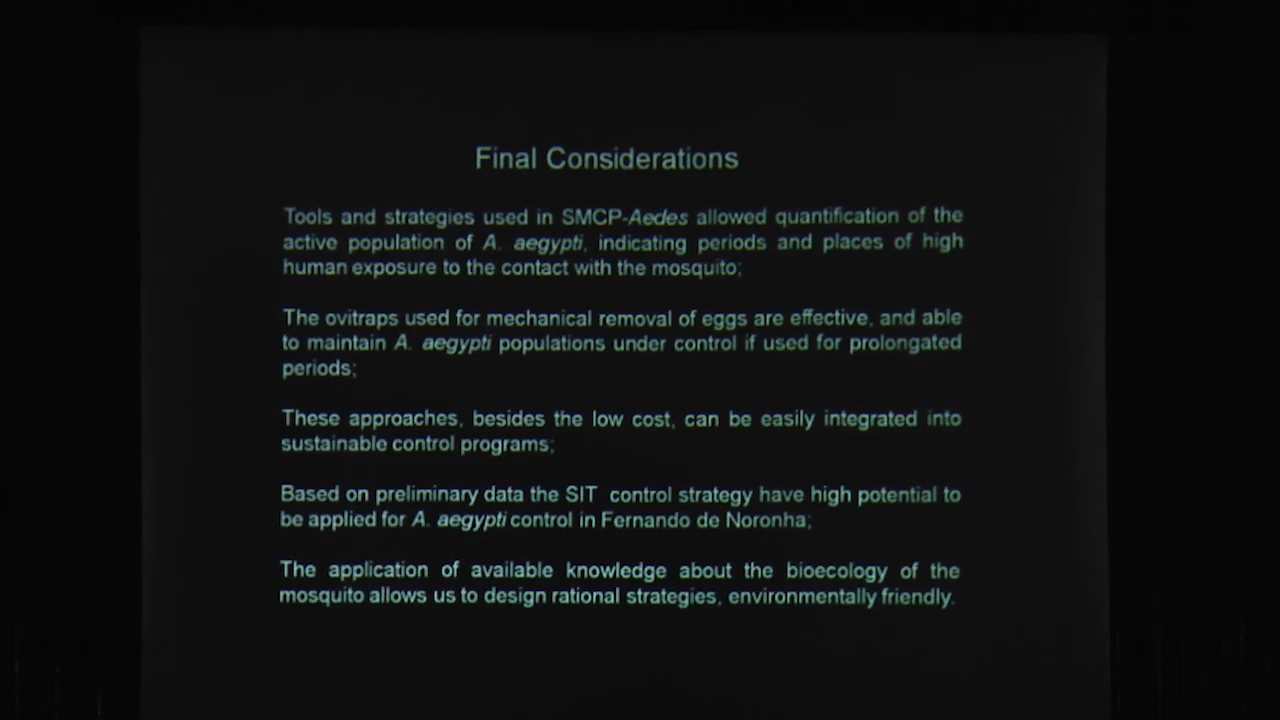 Final Considerations
Tools and strategies used in SMCP-Aedes allowed quantification of the
active population of A. aegypti, indicating periods and places of high
human exposure to the contact with the mosquito;
The ovitraps used for mechanical removal of eggs are effective, and able
to maintain A. aegypti populations under control if used for prolongated
periods;
These approaches, besides the low cost, can be easily integrated into
sustainable control programs;
Based on preliminary data the SIT control strategy have high potential to
be applied for A. aegypti control in Fernando de Noronha;
The application of available knowledge about the bioecology of the
mosquito allows us to design rational strategies, environmentally friendly.